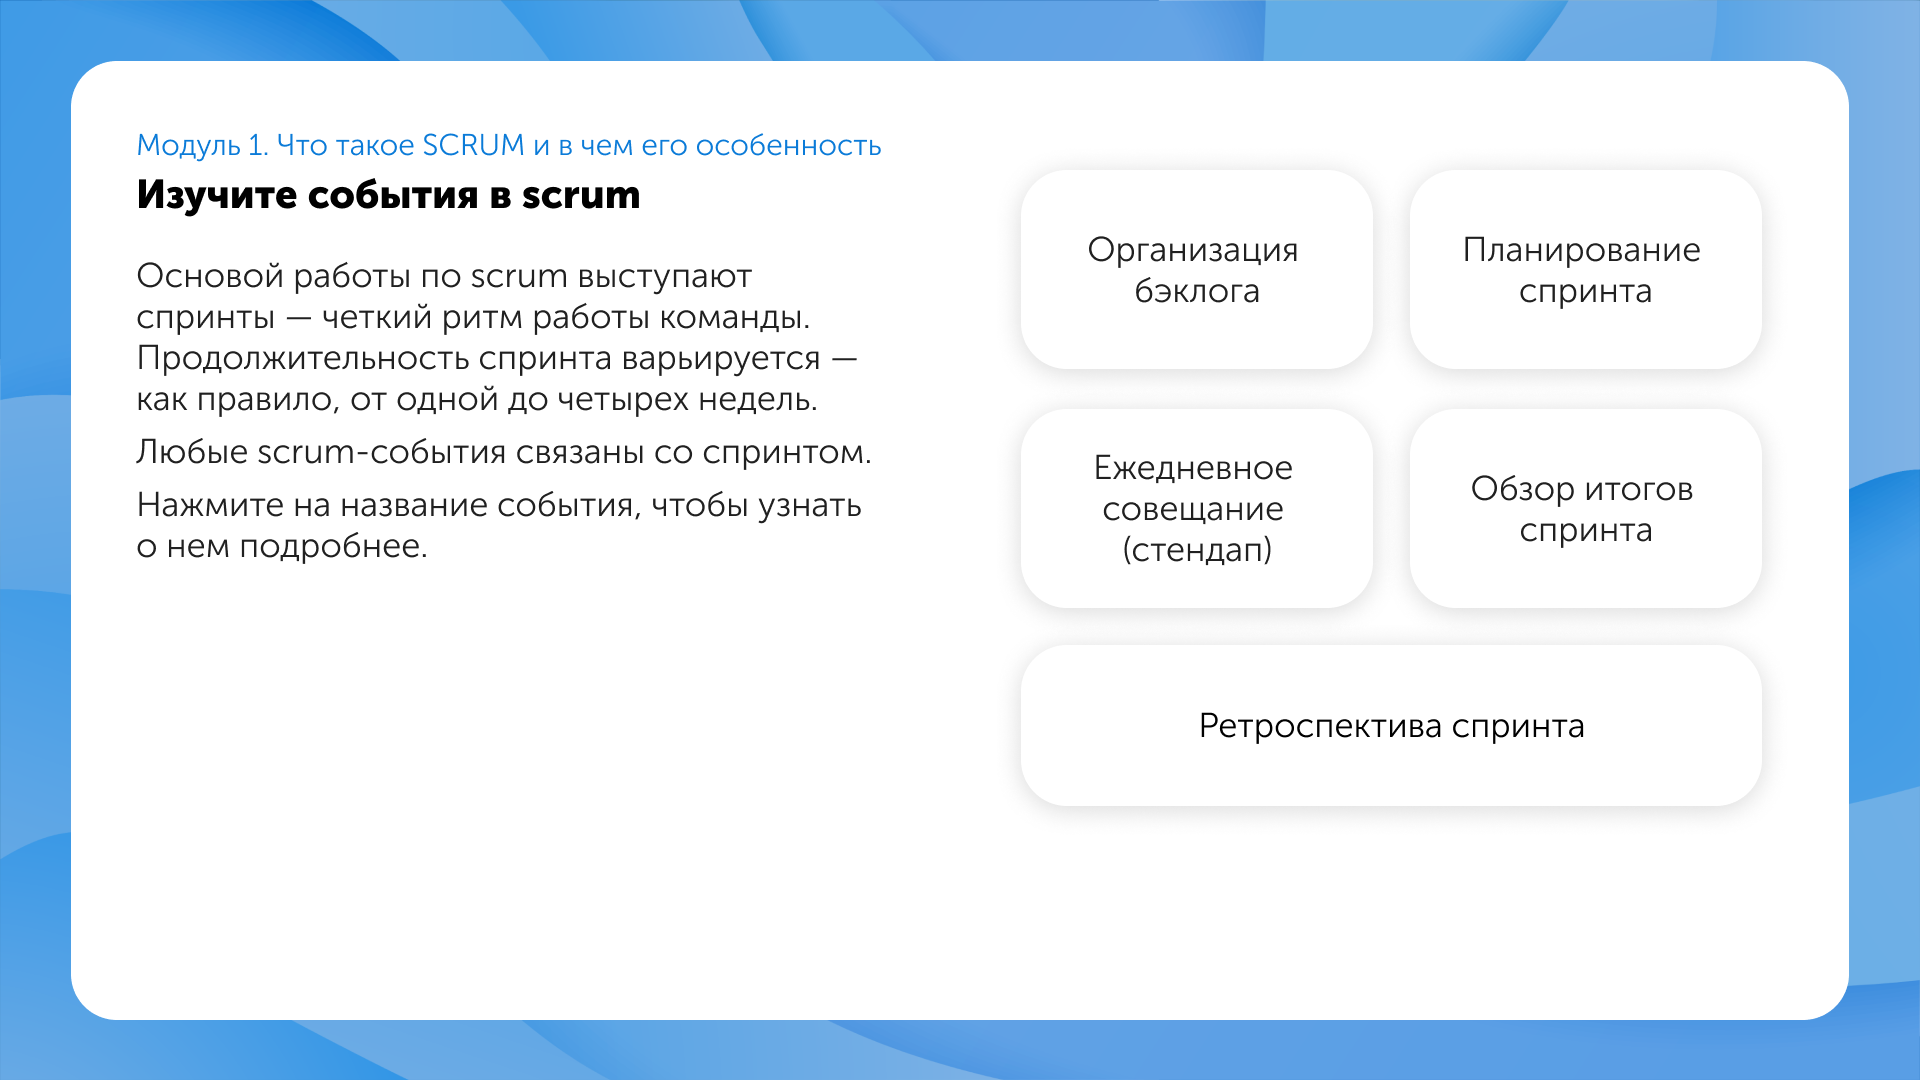 Модуль 1. Что такое SCRUM и в чем его особенность
Изучите события в scrum
Основой работы по scrum выступают
спринты — четкий ритм работы команды.
Продолжительность спринта варьируется —
как правило, от одной до четырех недель.
Любые scrum-события связаны со спринтом.
Нажмите на название события, чтобы узнать
о нем подробнее.
Организация
бэклога
Планирование
спринта
Ежедневное
совещание
(стендап)
Обзор итогов
спринта
Ретроспектива спринта